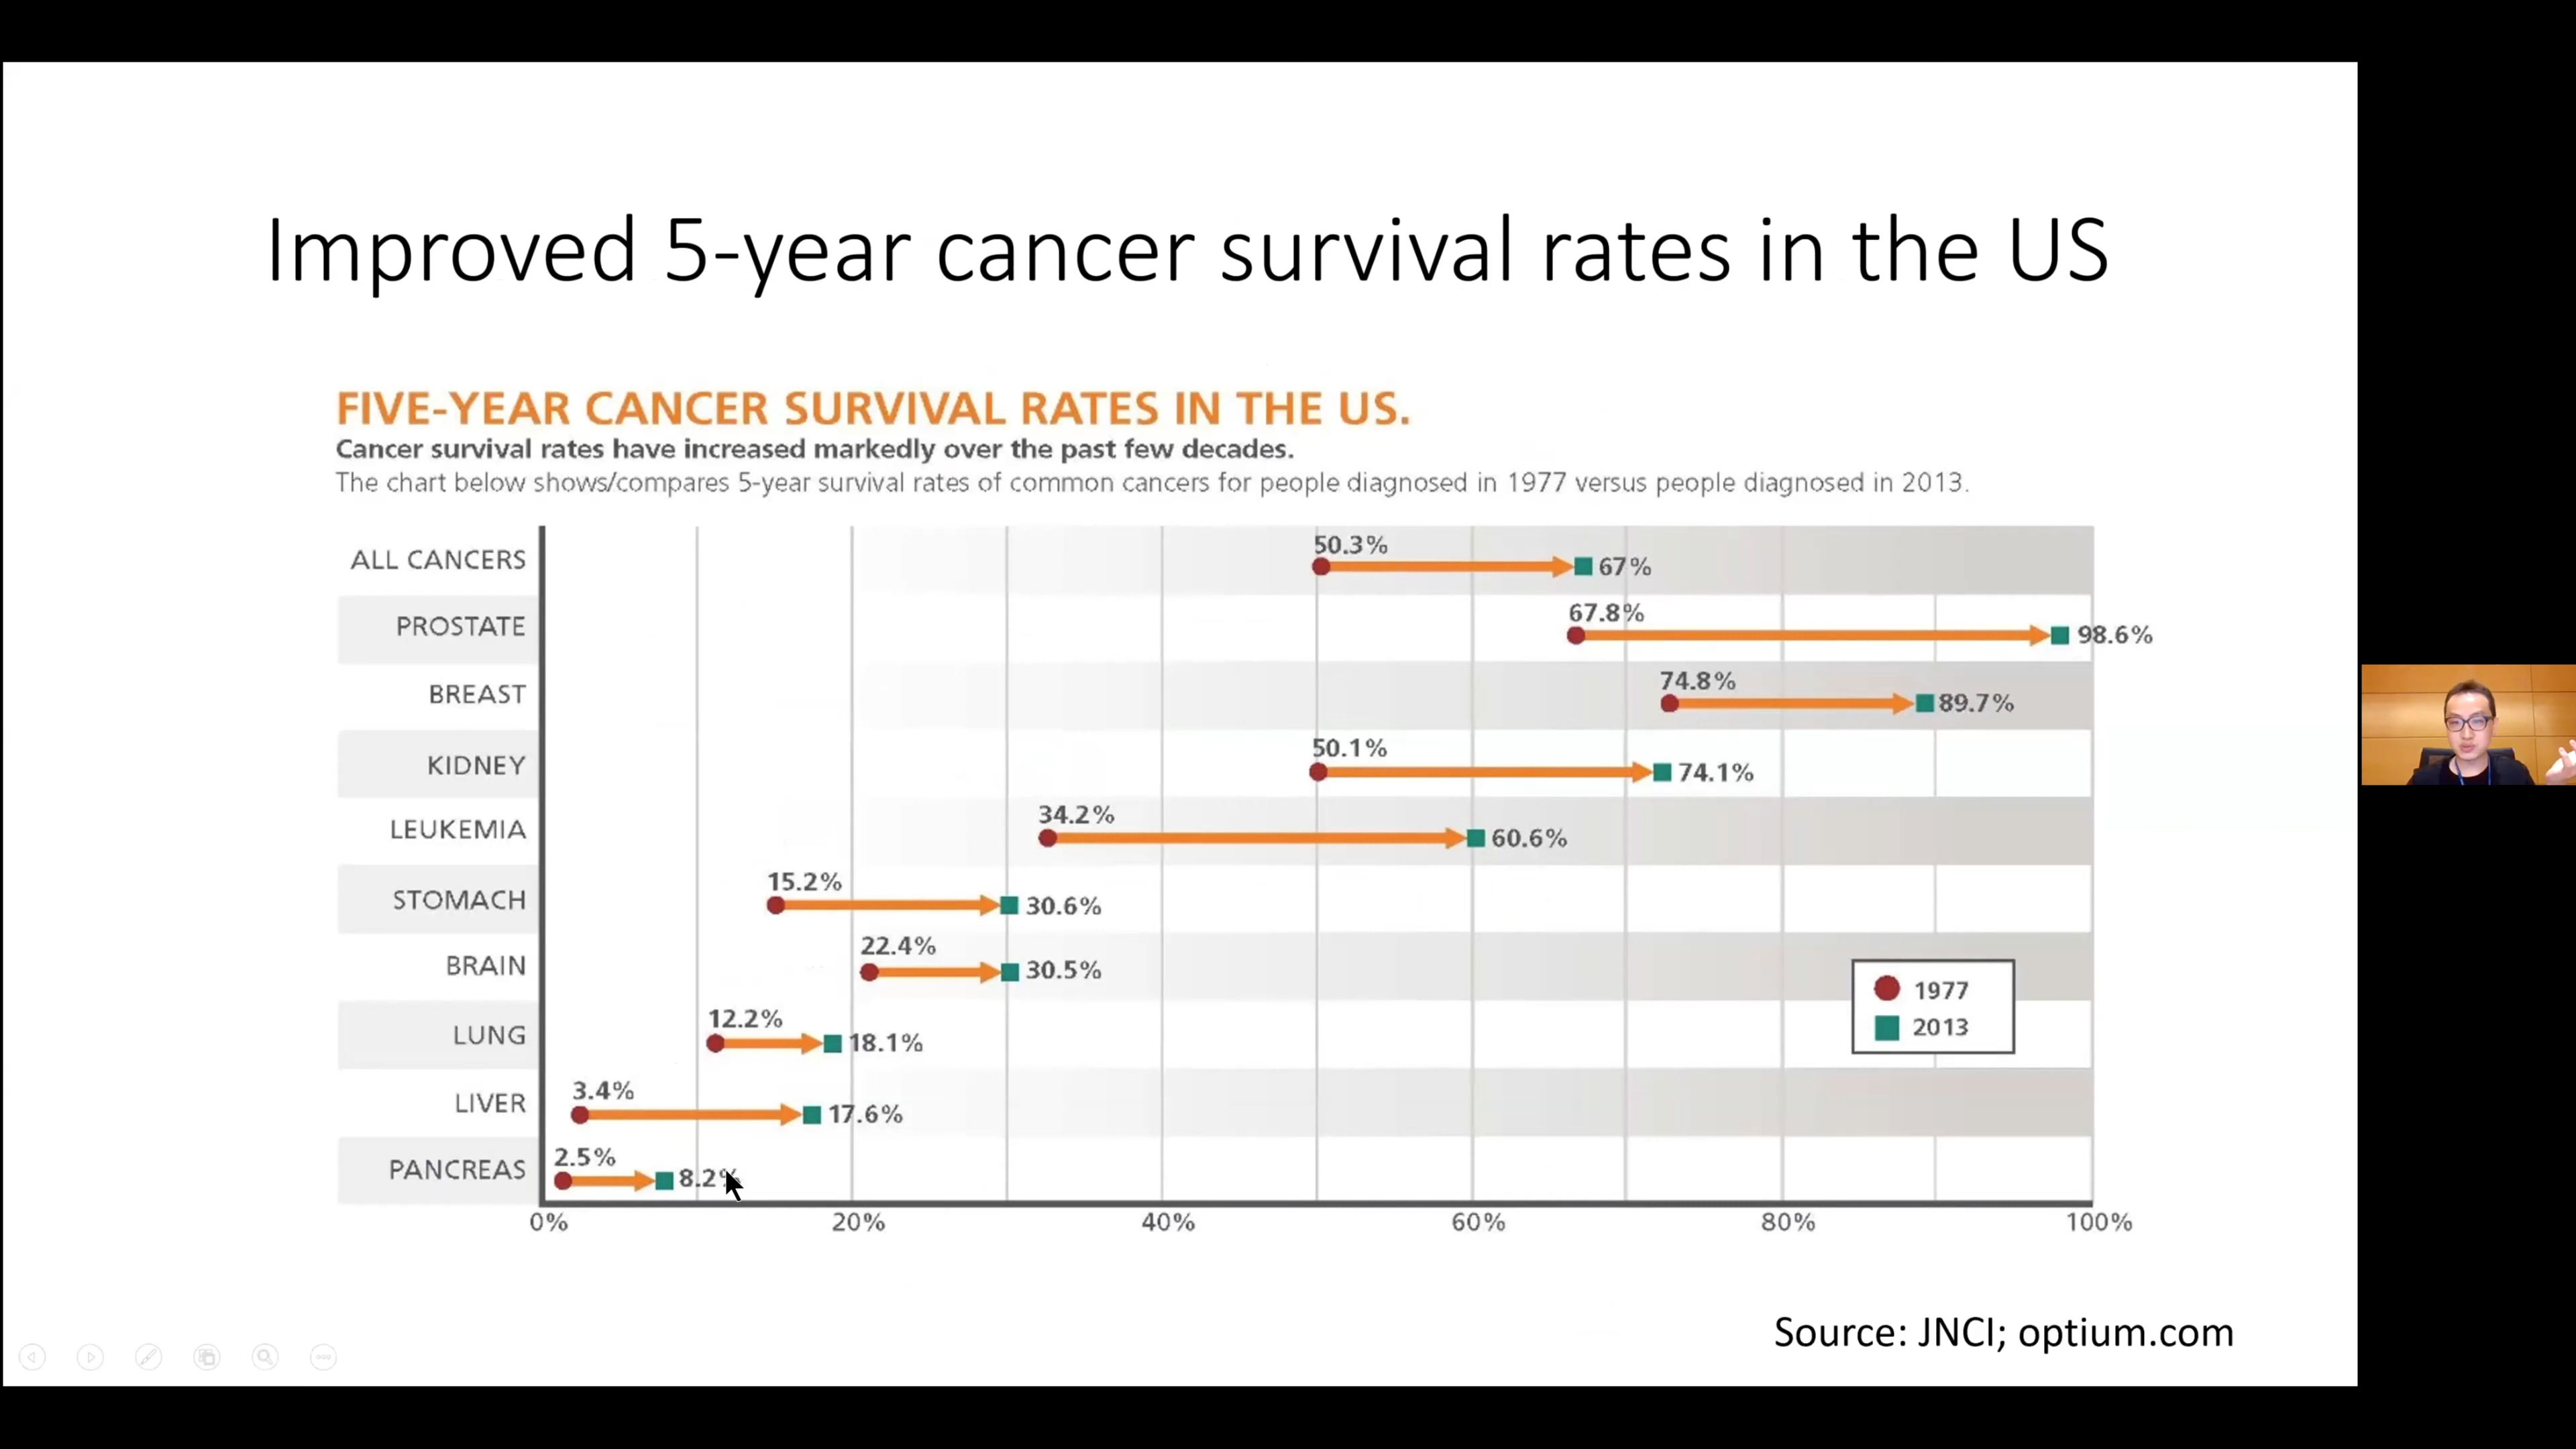 Improved 5-year cancer survival rates in the US
FIVE-YEAR CANCER SURVIVAL RATES IN THE US.
Cancer survival rates have increased markedly over the past few decades.
The chart below shows/compares 5-year survival rates of common cancers for people diagnosed in 1977 versus people diagnosed in 2013.
ALL CANCERS 50.3% 67%
PROSTATE 67.8% 98.6%
BREAST 74.8% 89.7%
KIDNEY 50.1% 74.1%
LEUKEMIA 34.2% 60.6%
STOMACH 15.2% 30.6%
BRAIN 22.4% 30.5%
LUNG 12.2% 18.1%
LIVER 3.4% 17.6%
PANCREAS 2.5% 8.2%
1977
2013
0% 20% 40% 60% 80% 100%
Source: JNCI; optium.com